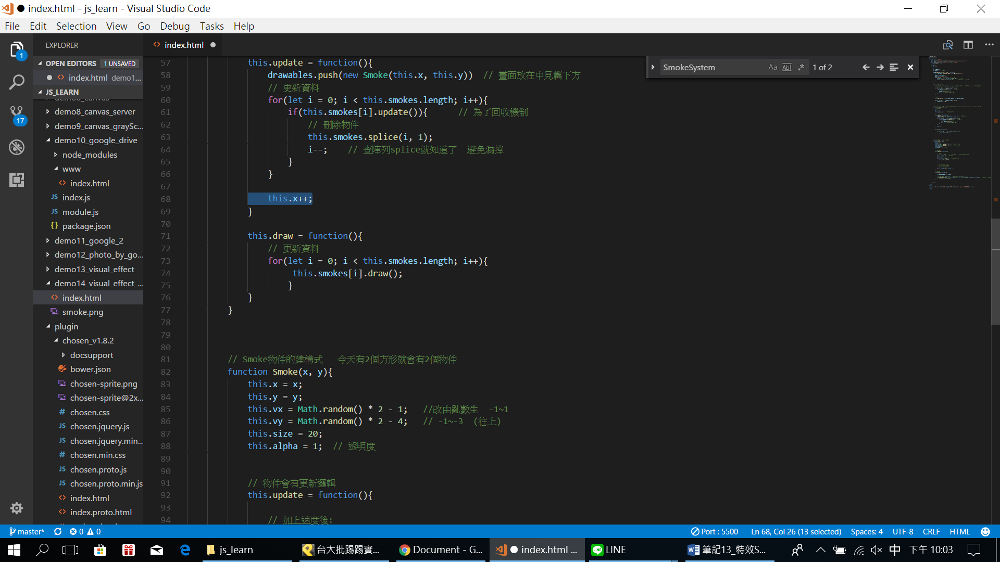 index.html - js_learn - Visual Studio Code
File Edit Selection View Go Debug Tasks Help
EXPLORER
OPEN EDITORS 1 UNSAVED
index.html demo1...
JS_LEARN
demo8_canvas
demo8_canvas_server
demo9_canvas_graySc...
demo10_google_drive
node_modules
www
index.html
JS index.js
JS module.js
{} package.json
demo11_google_2
demo12_photo_by_go...
demo13_visual_effect
demo14_visual_effect_...
index.html
smoke.png
plugin
chosen_v1.8.2
docsupport
bower.json
chosen-sprite.png
chosen-sprite@2x...
# chosen.css
JS chosen.jquery.js
JS chosen.jquery.min...
# chosen.min.css
JS chosen.proto.js
JS chosen.proto.min.js
index.html
index.proto.html
1
17
index.html
SmokeSystem Aa Abl .* 1 of 2
57 this.update = function(){
58 drawables.push(new Smoke(this.x, this.y)) // 畫面放在中見篇下方
59 // 更新資料
60 for(let i = 0; i < this.smokes.length; i++){
61 if(this.smokes[i].update()){ // 為了回收機制
62 // 刪除物件
63 this.smokes.splice(i, 1);
64 i--; // 查陣列splice就知道了 避免漏掉
65 }
66 }
67
68 this.x++;
69 }
70
71 this.draw = function(){
72 // 更新資料
73 for(let i = 0; i < this.smokes.length; i++){
74 this.smokes[i].draw();
75 }
76 }
77 }
78
79
80
81 // Smoke物件的建構式 今天有2個方形就會有2個物件
82 function Smoke(x, y){
83 this.x = x;
84 this.y = y;
85 this.vx = Math.random() * 2 - 1; //改由亂數生 -1~1
86 this.vy = Math.random() * 2 - 4; // -1~-3 (往上)
87 this.size = 20;
88 this.alpha = 1; // 透明度
89
90
91 // 物件會有更新邏輯
92 this.update = function(){
93
94 // 加上速度後:
master* 0 0 Port : 5500 Ln 68, Col 26 (13 selected) Spaces: 4 UTF-8 CRLF HTML
js_learn 台大批踢踢實... Document - G... index.html ... LINE 筆記13_特效S... 中 下午 10:03